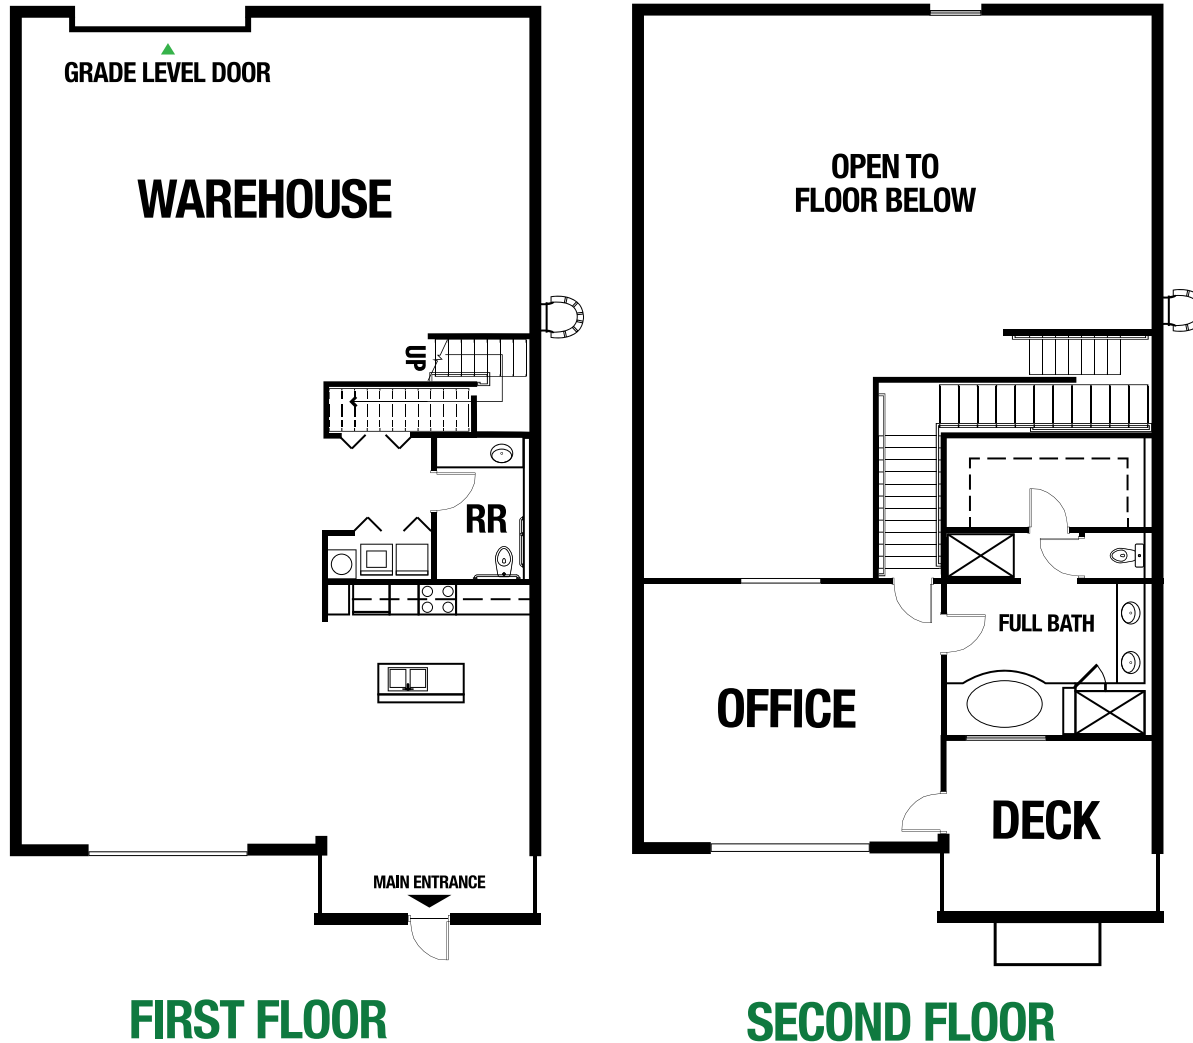 GRADE LEVEL DOOR
WAREHOUSE
UP
RR
MAIN ENTRANCE
FIRST FLOOR
OPEN TO
FLOOR BELOW
FULL BATH
OFFICE
DECK
SECOND FLOOR